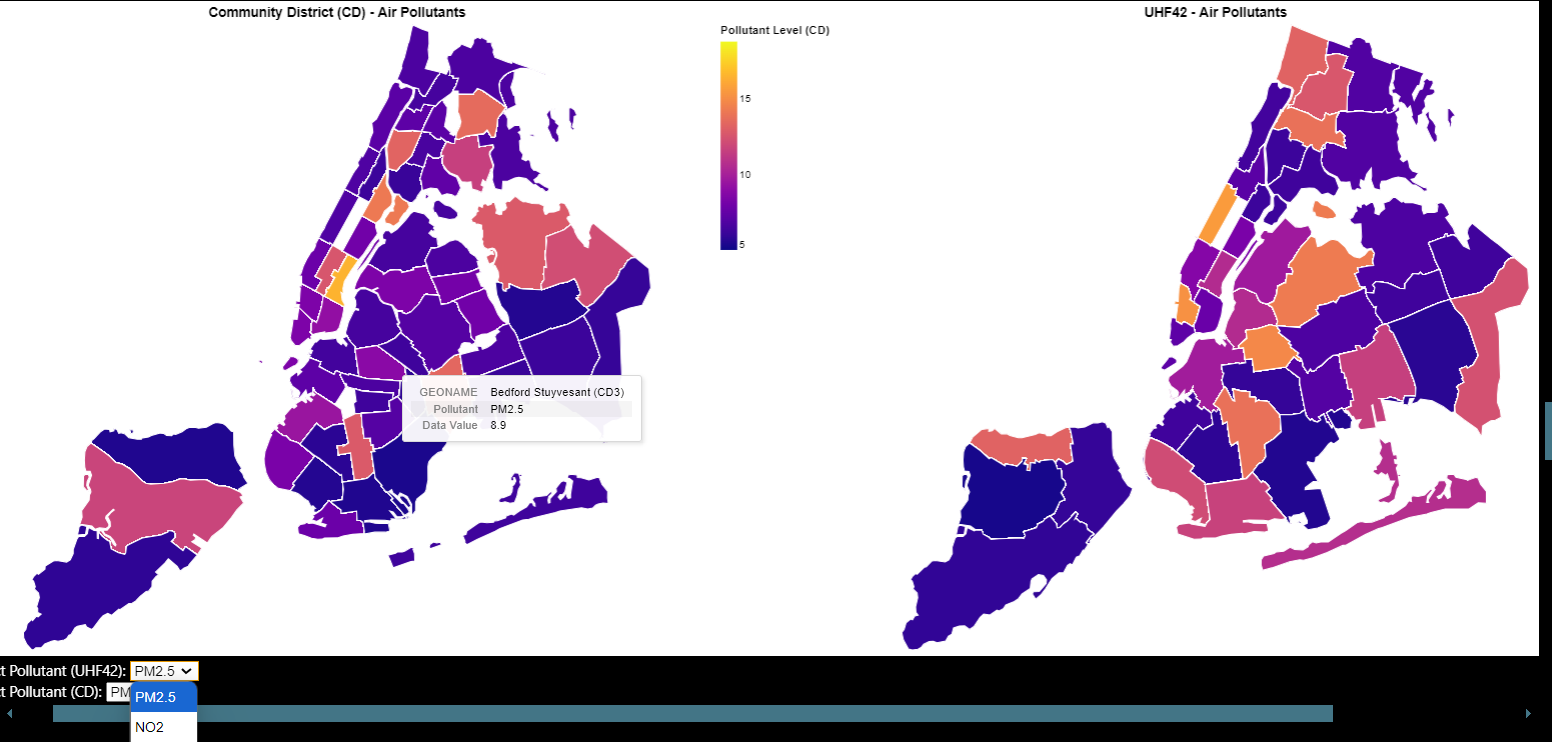 Community District (CD) - Air Pollutants
UHF42 - Air Pollutants
Pollutant Level (CD)
15
10
5
GEONAME Bedford Stuyvesant (CD3)
Pollutant PM2.5
Data Value 8.9
t Pollutant (UHF42): PM2.5
t Pollutant (CD): PM
PM2.5
NO2